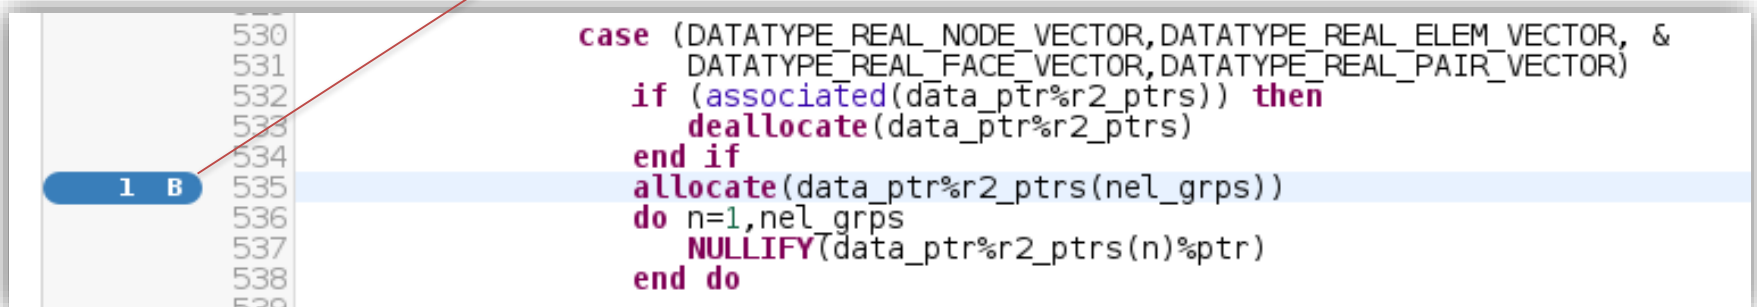 530 case (DATATYPE_REAL_NODE_VECTOR,DATATYPE_REAL_ELEM_VECTOR, &
531 DATATYPE_REAL_FACE_VECTOR,DATATYPE_REAL_PAIR_VECTOR)
532 if (associated(data_ptr%r2_ptrs)) then
533 deallocate(data_ptr%r2_ptrs)
534 end if
1 B 535 allocate(data_ptr%r2_ptrs(nel_grps))
536 do n=1,nel_grps
537 NULLIFY(data_ptr%r2_ptrs(n)%ptr)
538 end do